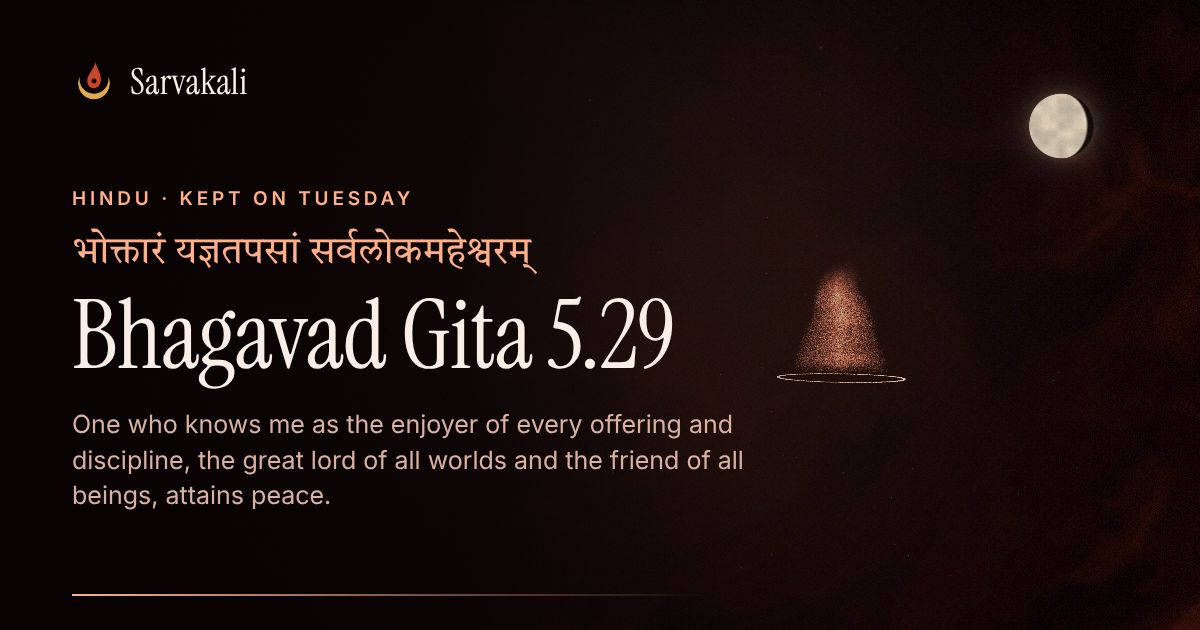 Sarvakali
HINDU · KEPT ON TUESDAY
भोक्तारं यज्ञतपसां सर्वलोकमहेश्वरम्
Bhagavad Gita 5.29
One who knows me as the enjoyer of every offering and
discipline, the great lord of all worlds and the friend of all
beings, attains peace.